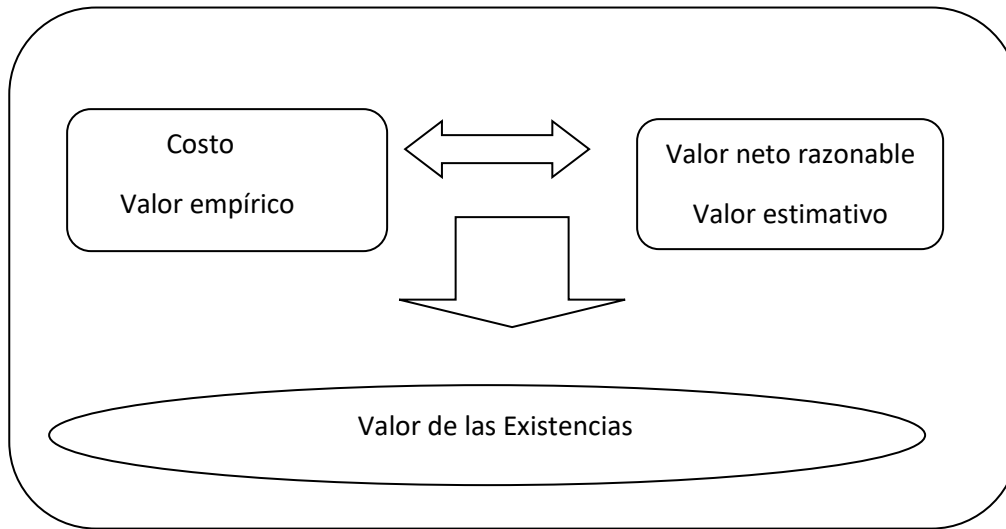 Costo
Valor empírico
Valor neto razonable
Valor estimativo
Valor de las Existencias